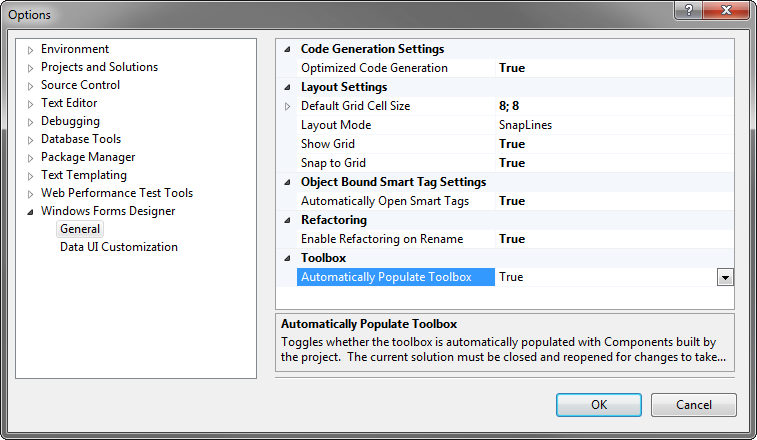 Options
Environment
Projects and Solutions
Source Control
Text Editor
Debugging
Database Tools
Package Manager
Text Templating
Web Performance Test Tools
Windows Forms Designer
General
Data UI Customization
Code Generation Settings
Optimized Code Generation True
Layout Settings
Default Grid Cell Size 8; 8
Layout Mode SnapLines
Show Grid True
Snap to Grid True
Object Bound Smart Tag Settings
Automatically Open Smart Tags True
Refactoring
Enable Refactoring on Rename True
Toolbox
Automatically Populate Toolbox True
Automatically Populate Toolbox
Toggles whether the toolbox is automatically populated with Components built by
the project. The current solution must be closed and reopened for changes to take...
OK Cancel